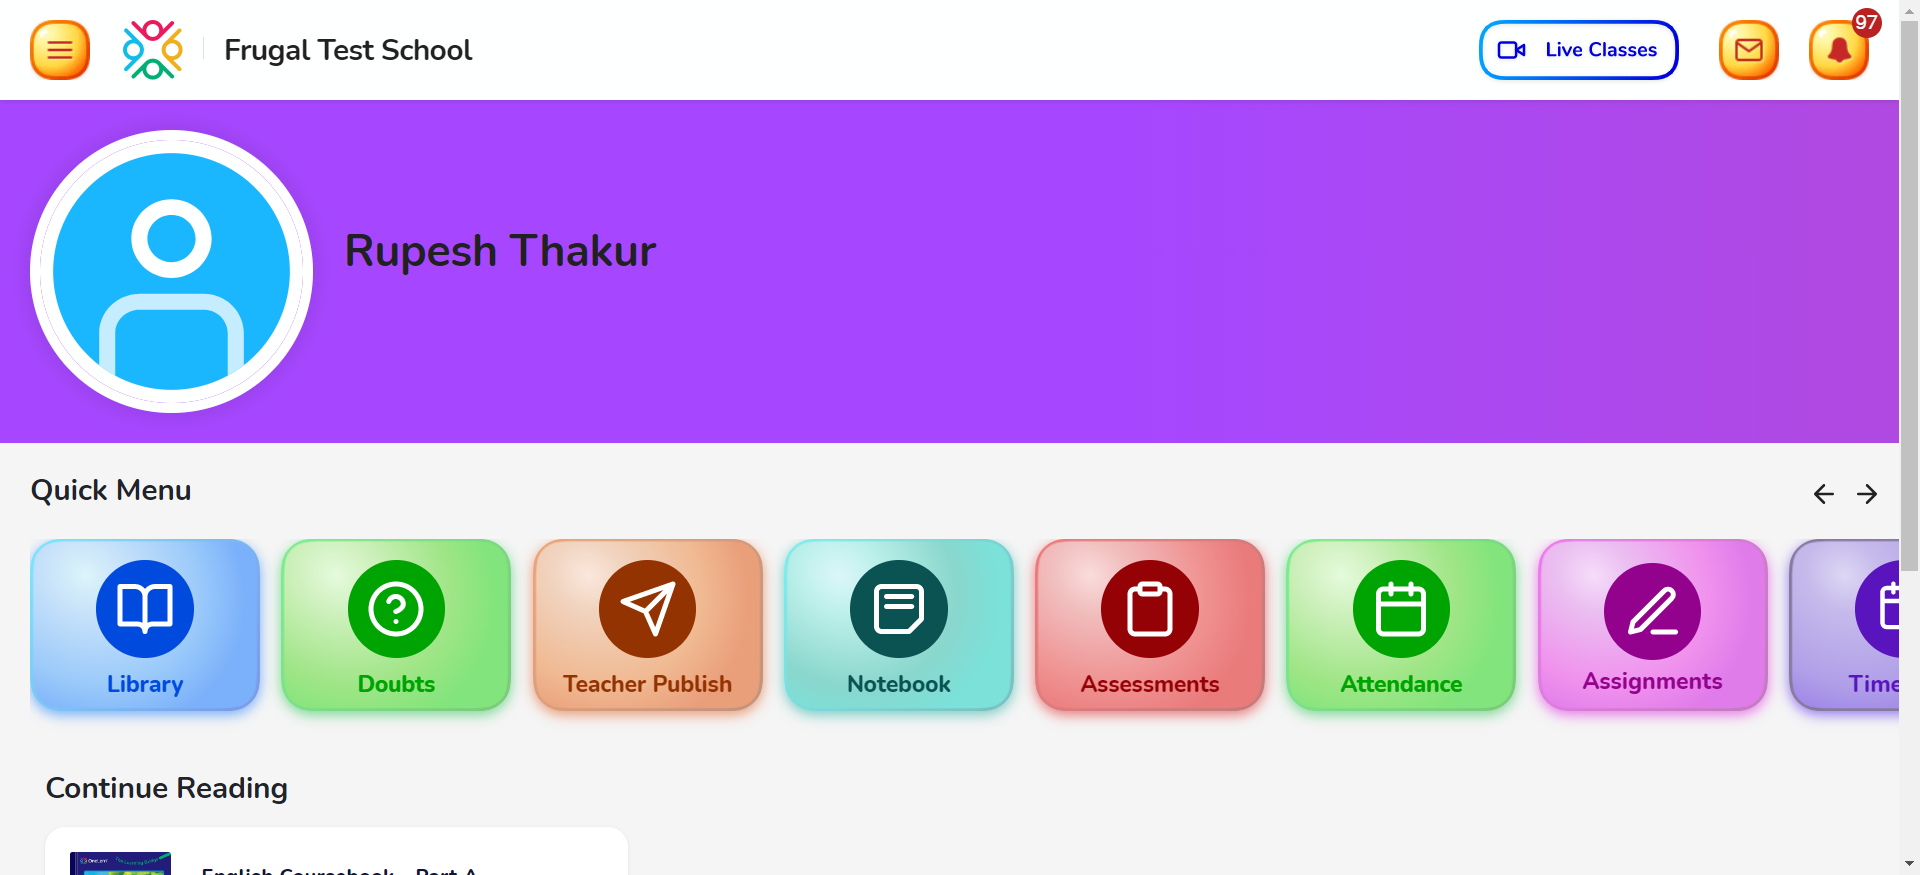 Frugal Test School
Live Classes
97
Rupesh Thakur
Quick Menu
Library
Doubts
Teacher Publish
Notebook
Assessments
Attendance
Assignments
Time
Continue Reading
English Coursebook - Part A